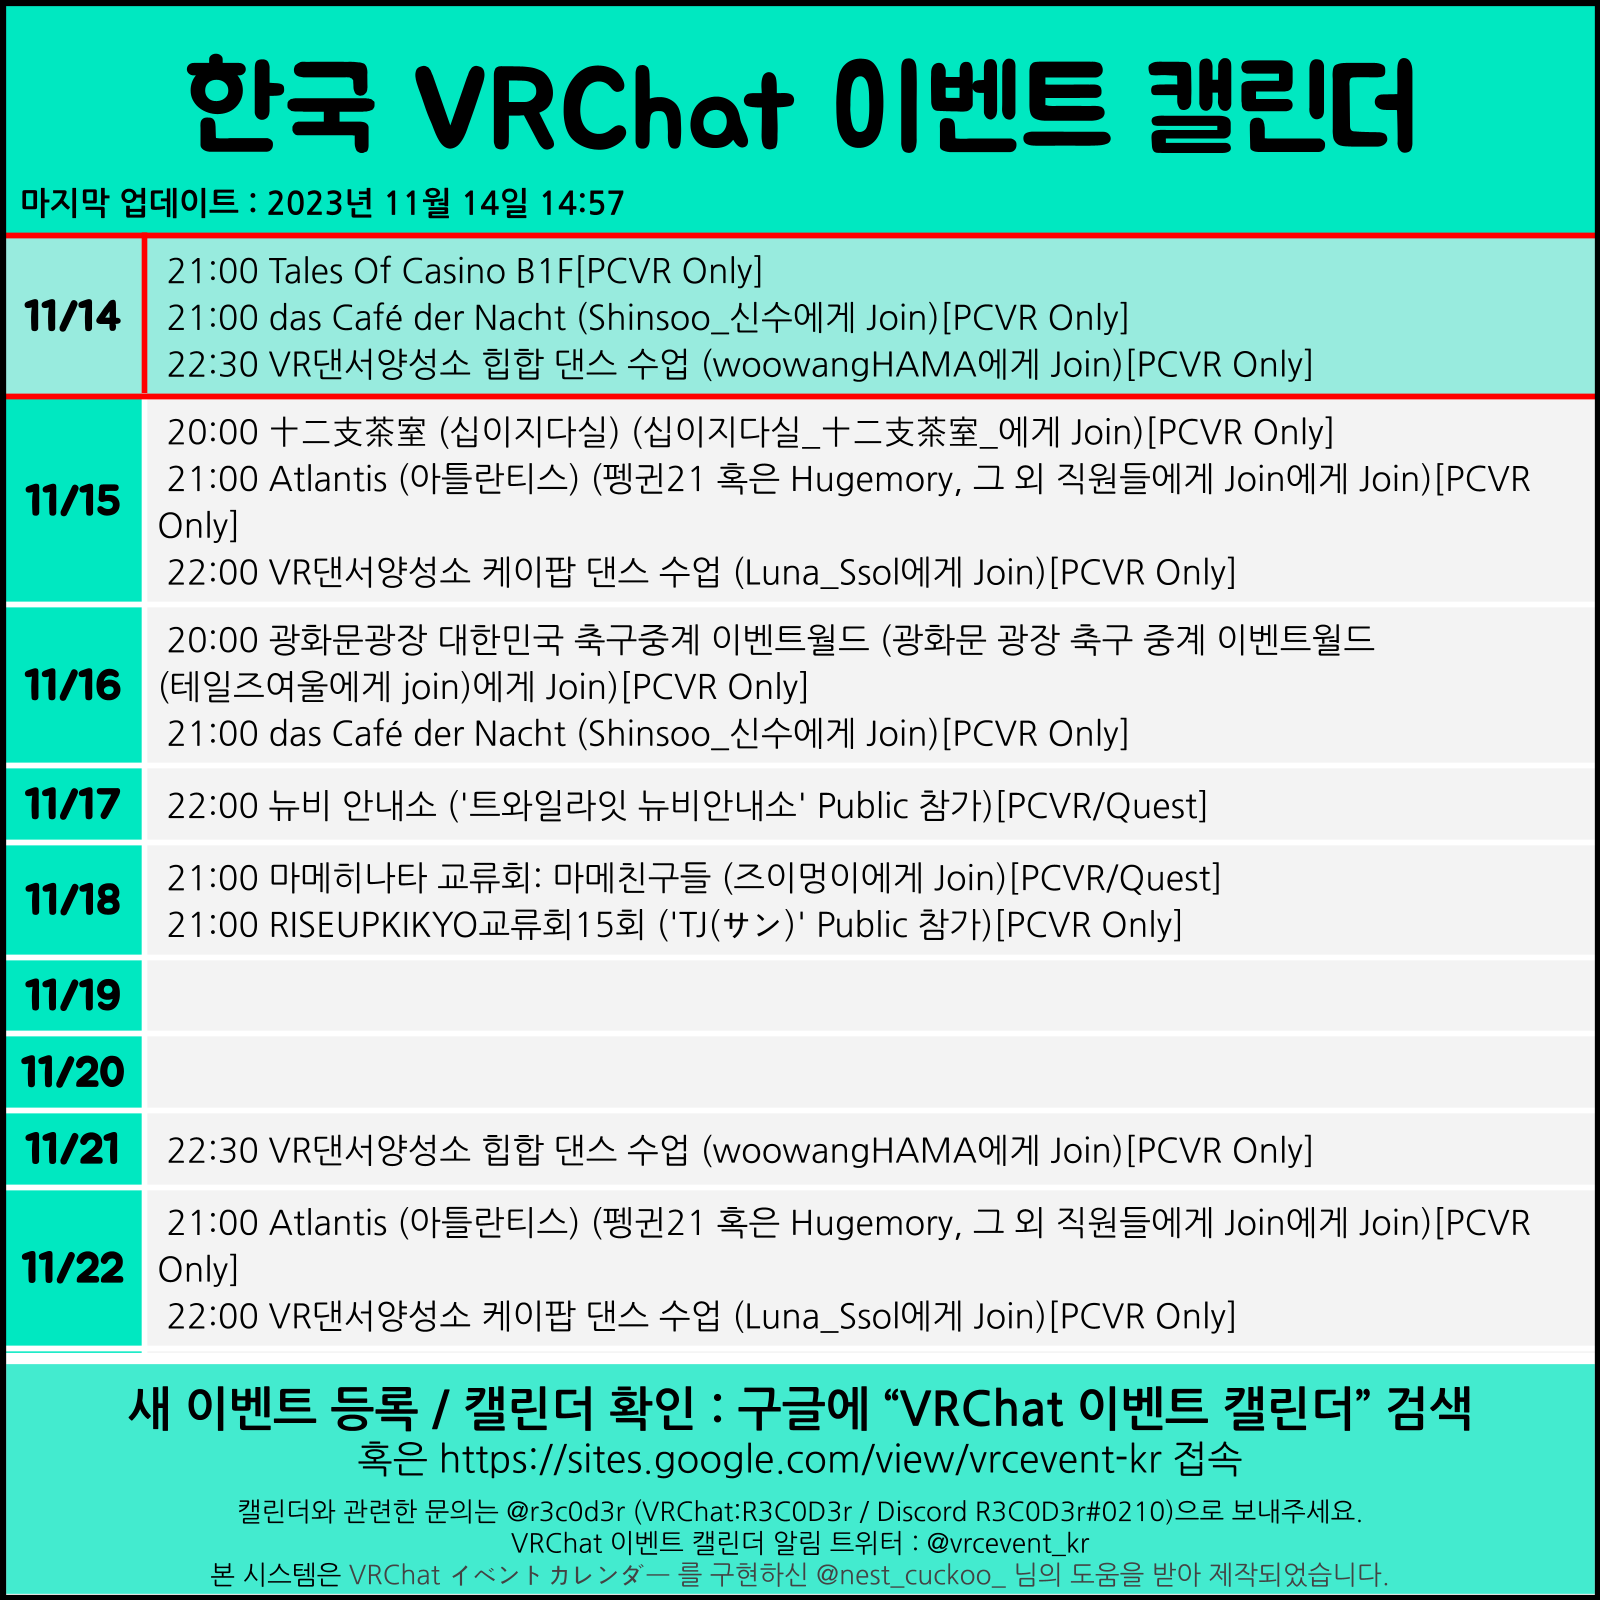 한국 VRChat 이벤트 캘린더
마지막 업데이트 : 2023년 11월 14일 14:57
11/14
21:00 Tales Of Casino B1F[PCVR Only]
21:00 das Café der Nacht (Shinsoo_신수에게 Join)[PCVR Only]
22:30 VR댄서양성소 힙합 댄스 수업 (woowangHAMA에게 Join)[PCVR Only]
11/15
20:00 十二支茶室 (십이지다실) (십이지다실_十二支茶室_에게 Join)[PCVR Only]
21:00 Atlantis (아틀란티스) (펭귄21 혹은 Hugemory, 그 외 직원들에게 Join에게 Join)[PCVR
Only]
22:00 VR댄서양성소 케이팝 댄스 수업 (Luna_Ssol에게 Join)[PCVR Only]
11/16
20:00 광화문광장 대한민국 축구중계 이벤트월드 (광화문 광장 축구 중계 이벤트월드
(테일즈여울에게 join)에게 Join)[PCVR Only]
21:00 das Café der Nacht (Shinsoo_신수에게 Join)[PCVR Only]
11/17
22:00 뉴비 안내소 ('트와일라잇 뉴비안내소' Public 참가)[PCVR/Quest]
11/18
21:00 마메히나타 교류회: 마메친구들 (즈이멍이에게 Join)[PCVR/Quest]
21:00 RISEUPKIKYO교류회15회 ('TJ(サン)' Public 참가)[PCVR Only]
11/19
11/20
11/21
22:30 VR댄서양성소 힙합 댄스 수업 (woowangHAMA에게 Join)[PCVR Only]
11/22
21:00 Atlantis (아틀란티스) (펭귄21 혹은 Hugemory, 그 외 직원들에게 Join에게 Join)[PCVR
Only]
22:00 VR댄서양성소 케이팝 댄스 수업 (Luna_Ssol에게 Join)[PCVR Only]
새 이벤트 등록 / 캘린더 확인 : 구글에 “VRChat 이벤트 캘린더” 검색
혹은 https://sites.google.com/view/vrcevent-kr 접속
캘린더와 관련한 문의는 @r3c0d3r (VRChat:R3C0D3r / Discord R3C0D3r#0210)으로 보내주세요.
VRChat 이벤트 캘린더 알림 트위터 : @vrcevent_kr
본 시스템은 VRChat イベントカレンダー 를 구현하신 @nest_cuckoo_ 님의 도움을 받아 제작되었습니다.